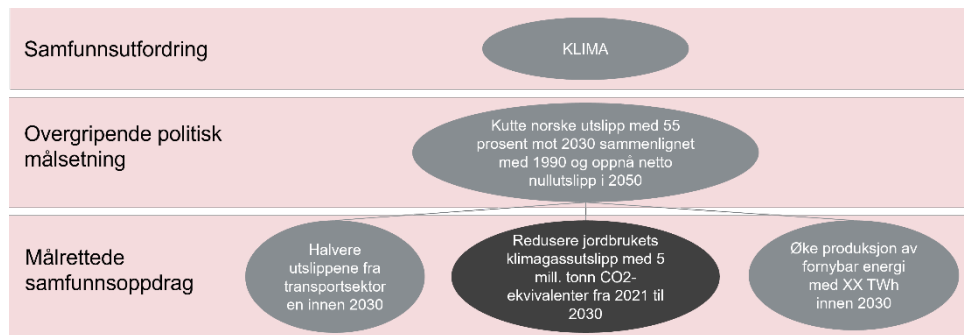 Samfunnsutfordring
KLIMA
Overgripende politisk
målsetning
Kutte norske utslipp med 55
prosent mot 2030 sammenlignet
med 1990 og oppnå netto
nullutslipp i 2050
Målrettede
samfunnsoppdrag
Halvere
utslippene fra
transportsektor
en innen 2030
Redusere jordbrukets
klimagassutslipp med 5
mill. tonn CO2-
ekvivalenter fra 2021 til
2030
Øke produksjon av
fornybar energi
med XX TWh
innen 2030